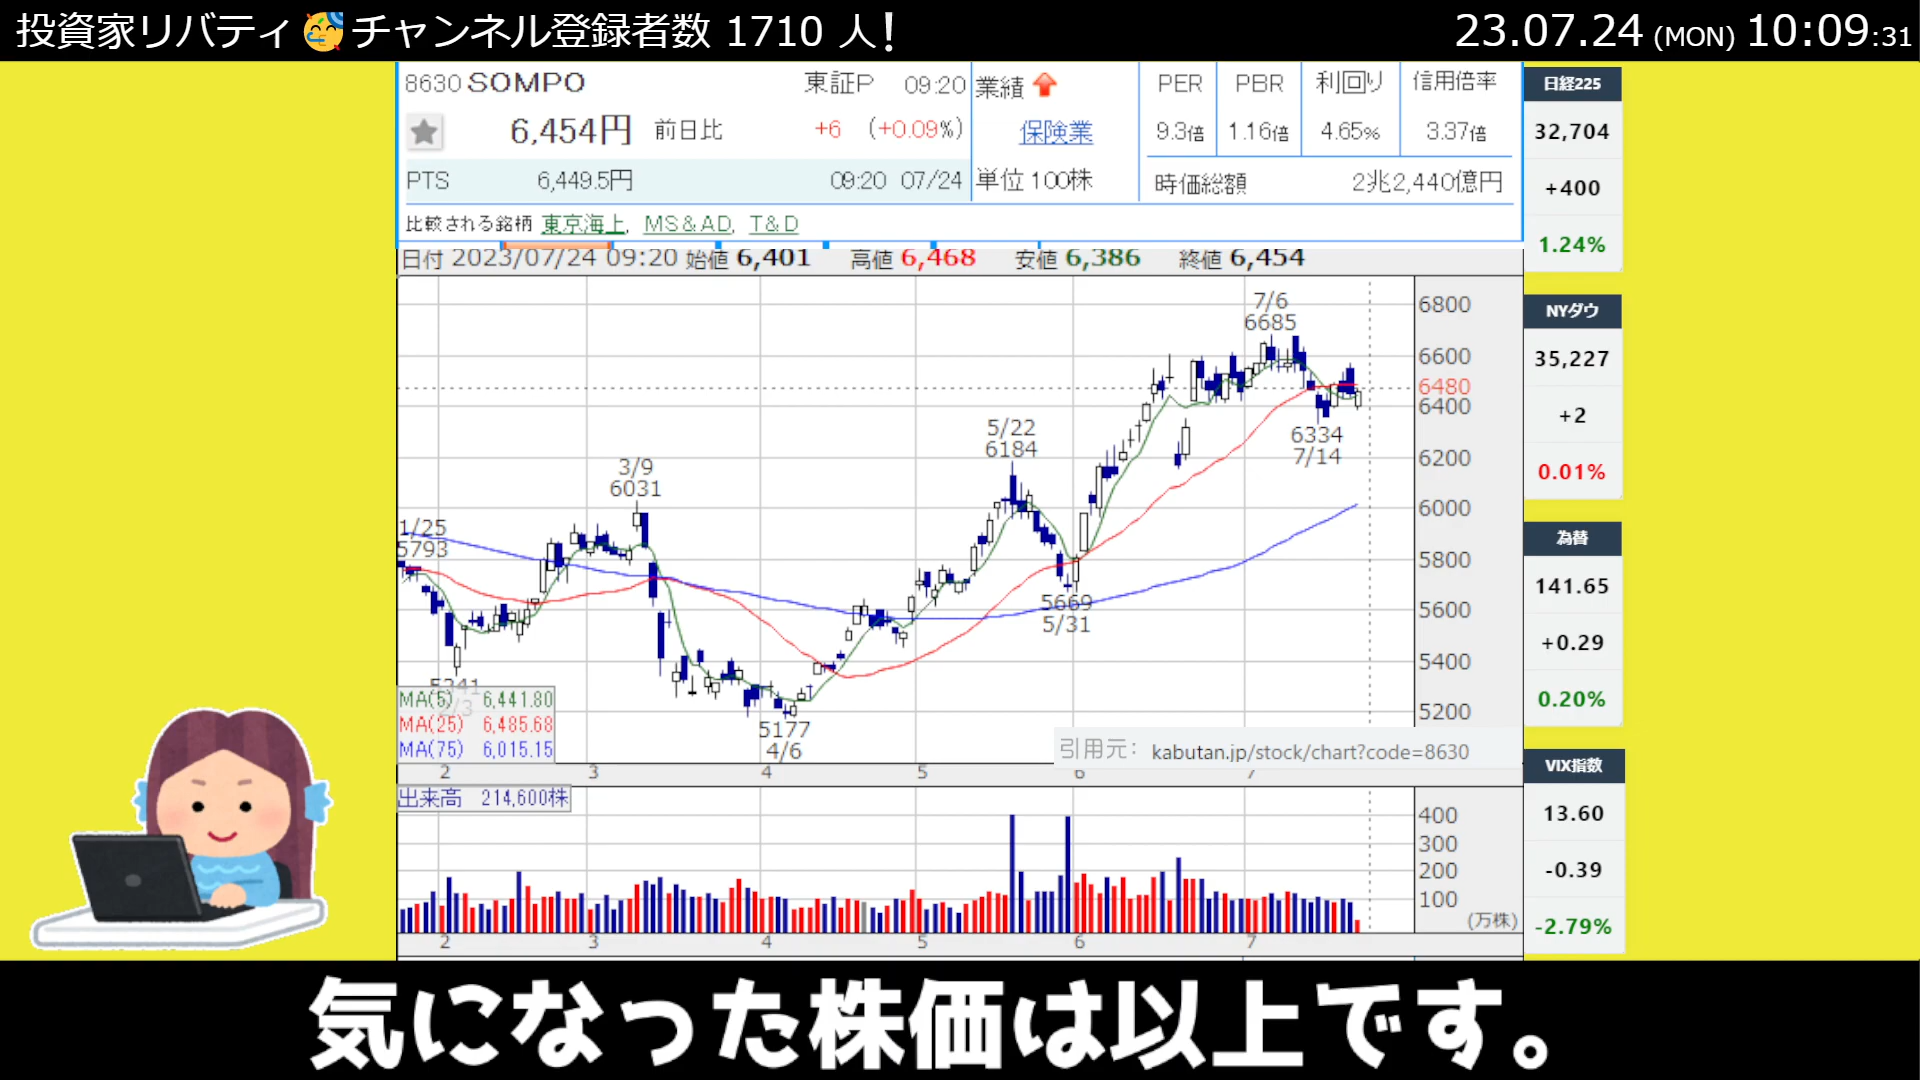 投資家リバティ🥳チャンネル登録者数 1710 人！
23.07.24 (MON) 10:09:31
8630 SOMPO 東証P 09:20
6,454円 前日比 +6 (+0.09%)
PTS 6,449.5円 09:20 07/24
業績
保険業
単位 100株
PER PBR 利回り 信用倍率
9.3倍 1.16倍 4.65% 3.37倍
時価総額 2兆2,440億円
比較される銘柄 東京海上, MS&AD, T&D
日付 2023/07/24 09:20 始値 6,401 高値 6,468 安値 6,386 終値 6,454
7/6
6685
5/22
6184
3/9
6031
1/25
5793
6334
7/14
5669
5/31
5177
4/6
5241
2/3
6800
6600
6480
6400
6200
6000
5800
5600
5400
5200
MA(5) 6,441.80
MA(25) 6,485.68
MA(75) 6,015.15
引用元： kabutan.jp/stock/chart?code=8630
2 3 4 5 6 7
出来高 214,600株
400
300
200
100
(万株)
2 3 4 5 6 7
日経225
32,704
+400
1.24%
NYダウ
35,227
+2
0.01%
為替
141.65
+0.29
0.20%
VIX指数
13.60
-0.39
-2.79%
気になった株価は以上です。